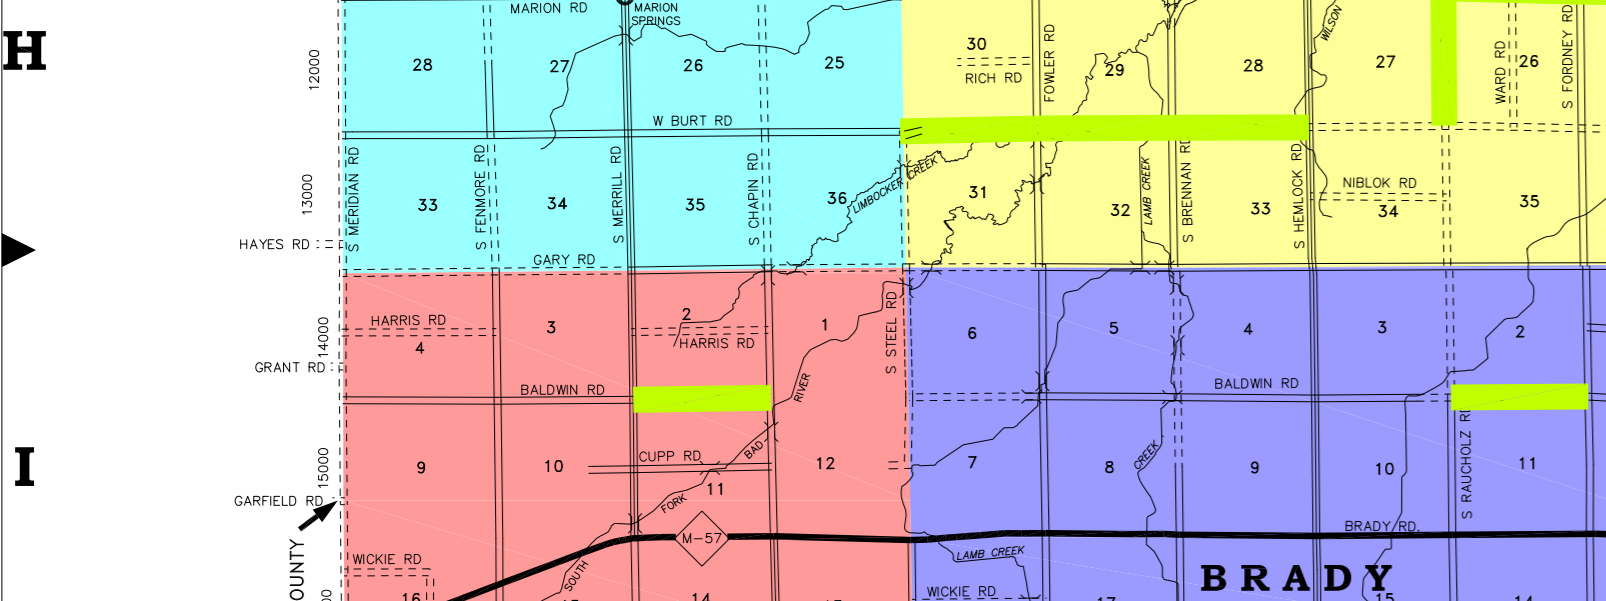 MARION RD
MARION
SPRINGS
H
12000
28
27
26
25
30
RICH RD
FOWLER RD
29
28
WILSON
27
WARD RD
26
S FORDNEY RD
W BURT RD
13000
S MERIDIAN RD
33
S FENMORE RD
34
S MERRILL RD
35
S CHAPIN RD
36
LIMBOCKER CREEK
31
32
LAMB CREEK
S BRENNAN RD
33
S HEMLOCK RD
NIBLOK RD
34
35
HAYES RD
GARY RD
14000
HARRIS RD
4
3
2
HARRIS RD
1
S STEEL RD
6
5
4
3
2
GRANT RD
BALDWIN RD
RIVER
BALDWIN RD
I
15000
9
10
CUPP RD
11
BAD
12
7
8
CREEK
9
10
S RAUCHOLZ RD
11
GARFIELD RD
FORK
M-57
BRADY RD.
OUNTY
WICKIE RD
SOUTH
LAMB CREEK
WICKIE RD
BRADY
16
14
17
15
14